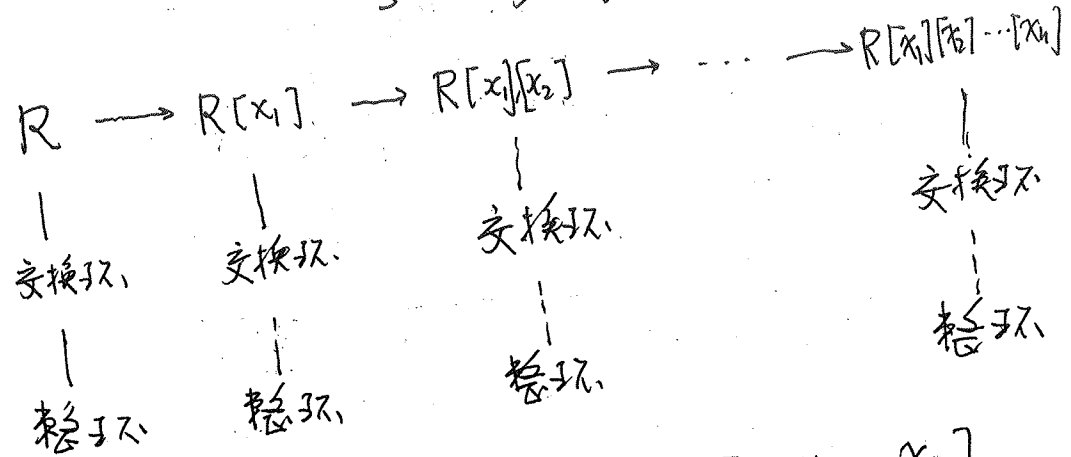 R → R[x₁] → R[x₁][x₂] → ⋯ → R[x₁][x₂]⋯[xₙ]
交换环 交换环 交换环 交换环
整环 整环 整环 整环